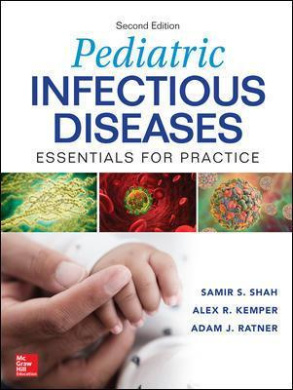 Second Edition
Pediatric
INFECTIOUS
DISEASES
ESSENTIALS FOR PRACTICE
SAMIR S. SHAH
ALEX R. KEMPER
ADAM J. RATNER
Mc
Graw
Hill
Education